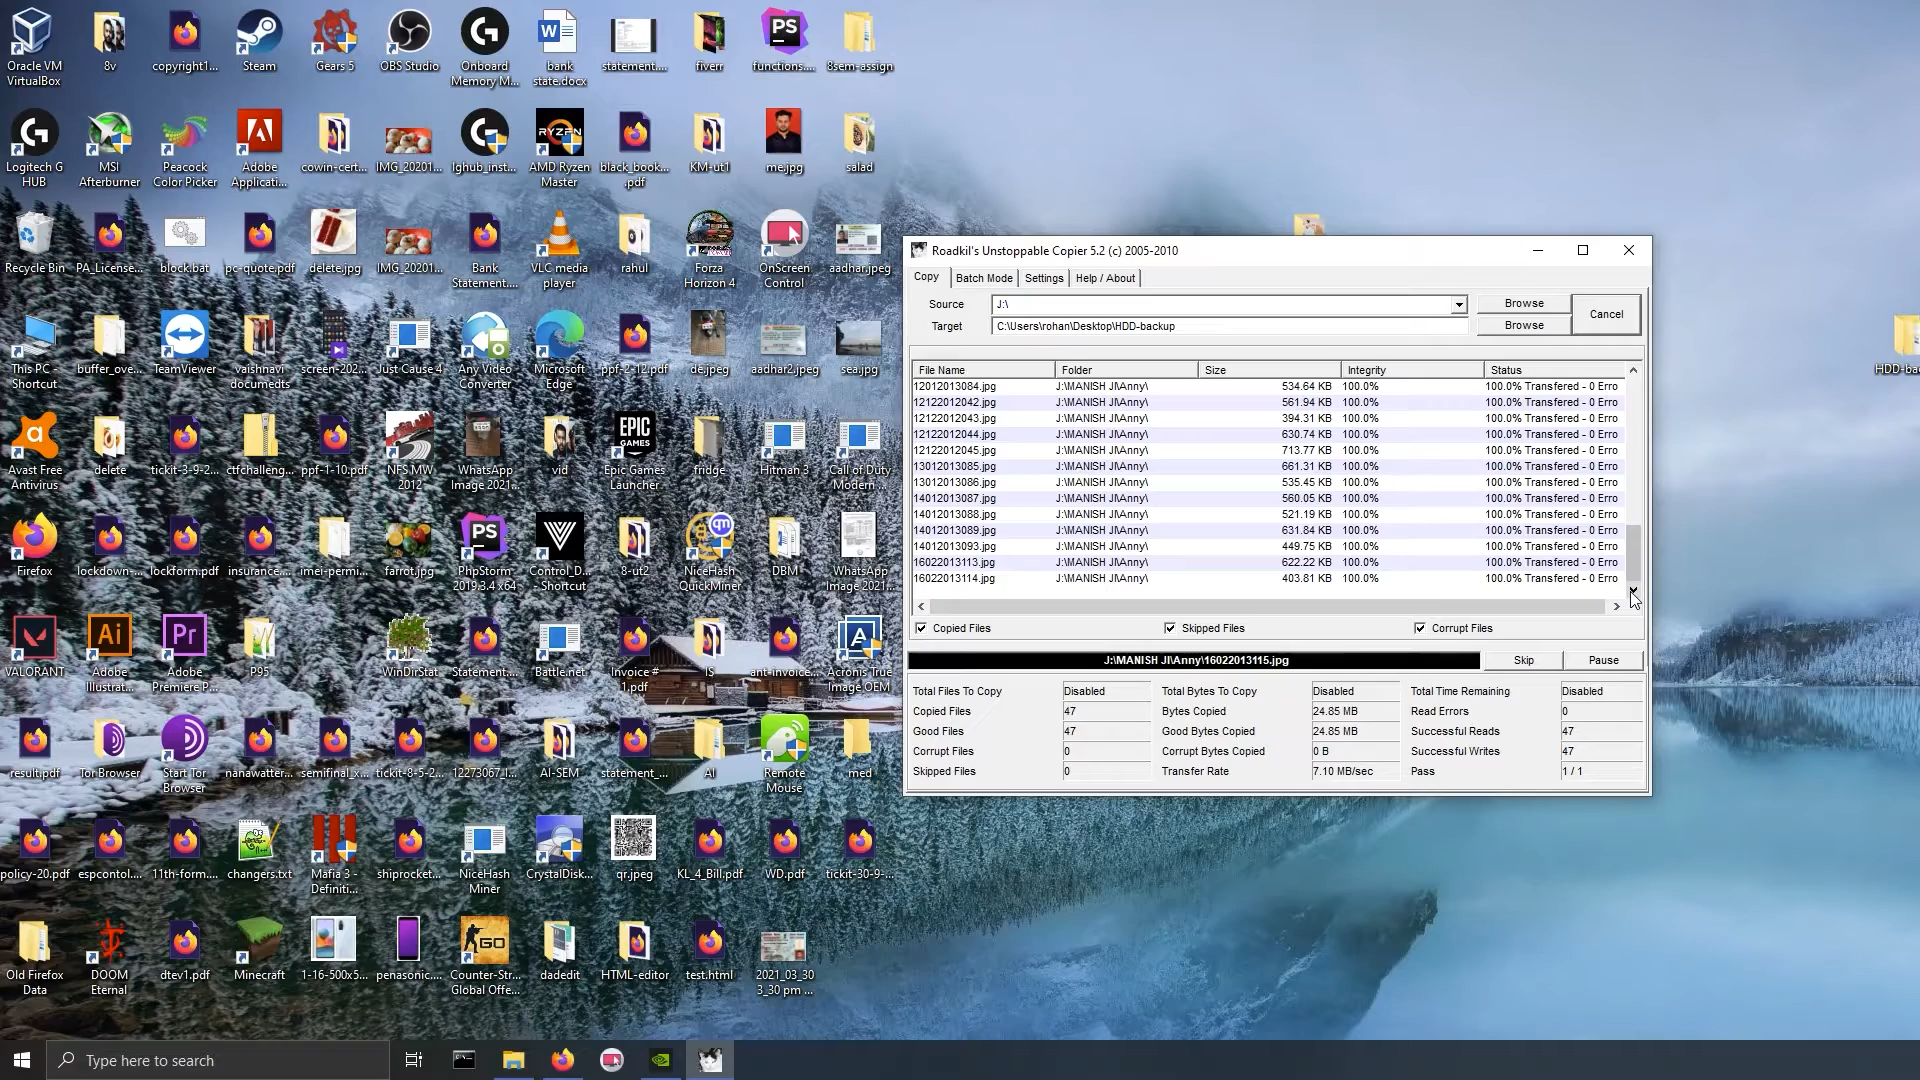 Oracle VM
VirtualBox
8v
copyright1...
Steam
Gears 5
OBS Studio
Onboard
Memory M...
bank
state.docx
statement....
fiverr
functions....
8sem-assign
Logitech G
HUB
MSI
Afterburner
Peacock
Color Picker
Adobe
Applicati...
cowin-cert...
IMG_20201...
lghub_inst...
AMD Ryzen
Master
black_book...
.pdf
KM-ut1
me.jpg
salad
Recycle Bin
PA_License...
block.bat
pc-quote.pdf
delete.jpg
IMG_20201...
Bank
Statement....
VLC media
player
rahul
Forza
Horizon 4
OnScreen
Control
aadhar.jpeg
This PC -
Shortcut
buffer_ove...
TeamViewer
vaishnavi
documedts
screen-202...
Just Cause 4
Any Video
Converter
Microsoft
Edge
ppf-2-12.pdf
de.jpeg
aadhar2.jpeg
sea.jpg
Avast Free
Antivirus
delete
tickit-3-9-2...
ctfchalleng...
ppf-1-10.pdf
NFS MW
2012
WhatsApp
Image 2021...
vid
Epic Games
Launcher
fridge
Hitman 3
Call of Duty
Modern ...
Firefox
lockdown-...
lockform.pdf
insurance....
imei-permi...
farrot.jpg
PhpStorm
2019.3.4 x64
Control_D...
- Shortcut
8-ut2
NiceHash
QuickMiner
DBM
WhatsApp
Image 2021...
VALORANT
Adobe
Illustrat...
Adobe
Premiere P...
P95
WinDirStat
Statement....
Battle.net
Invoice #
1.pdf
IS
ant-invoice...
Acronis True
Image OEM
result.pdf
Tor Browser
Start Tor
Browser
nanawatter...
semifinal_x...
tickit-8-5-2...
12273067_I...
AI-SEM
statement_...
AI
Remote
Mouse
med
policy-20.pdf
espcontol....
11th-form....
changers.txt
Mafia 3 -
Definiti...
shiprocket...
NiceHash
Miner
CrystalDisk...
qr.jpeg
KL_4_Bill.pdf
WD.pdf
tickit-30-9-...
Old Firefox
Data
DOOM
Eternal
dtev1.pdf
Minecraft
1-16-500x5...
penasonic....
Counter-Str...
Global Offe...
dadedit
HTML-editor
test.html
2021_03_30
3_30 pm ...
HDD-bac
Roadkil's Unstoppable Copier 5.2 (c) 2005-2010
Copy Batch Mode Settings Help / About
Source J:\ Browse
Target C:\Users\rohan\Desktop\HDD-backup Browse
Cancel
File Name Folder Size Integrity Status
12012013084.jpg J:\MANISH JI\Anny\ 534.64 KB 100.0% 100.0% Transfered - 0 Erro
12122012042.jpg J:\MANISH JI\Anny\ 561.94 KB 100.0% 100.0% Transfered - 0 Erro
12122012043.jpg J:\MANISH JI\Anny\ 394.31 KB 100.0% 100.0% Transfered - 0 Erro
12122012044.jpg J:\MANISH JI\Anny\ 630.74 KB 100.0% 100.0% Transfered - 0 Erro
12122012045.jpg J:\MANISH JI\Anny\ 713.77 KB 100.0% 100.0% Transfered - 0 Erro
13012013085.jpg J:\MANISH JI\Anny\ 661.31 KB 100.0% 100.0% Transfered - 0 Erro
13012013086.jpg J:\MANISH JI\Anny\ 535.45 KB 100.0% 100.0% Transfered - 0 Erro
14012013087.jpg J:\MANISH JI\Anny\ 560.05 KB 100.0% 100.0% Transfered - 0 Erro
14012013088.jpg J:\MANISH JI\Anny\ 521.19 KB 100.0% 100.0% Transfered - 0 Erro
14012013089.jpg J:\MANISH JI\Anny\ 631.84 KB 100.0% 100.0% Transfered - 0 Erro
14012013093.jpg J:\MANISH JI\Anny\ 449.75 KB 100.0% 100.0% Transfered - 0 Erro
16022013113.jpg J:\MANISH JI\Anny\ 622.22 KB 100.0% 100.0% Transfered - 0 Erro
16022013114.jpg J:\MANISH JI\Anny\ 403.81 KB 100.0% 100.0% Transfered - 0 Erro
Copied Files Skipped Files Corrupt Files
J:\MANISH JI\Anny\16022013115.jpg Skip Pause
Total Files To Copy Disabled Total Bytes To Copy Disabled Total Time Remaining Disabled
Copied Files 47 Bytes Copied 24.85 MB Read Errors 0
Good Files 47 Good Bytes Copied 24.85 MB Successful Reads 47
Corrupt Files 0 Corrupt Bytes Copied 0 B Successful Writes 47
Skipped Files 0 Transfer Rate 7.10 MB/sec Pass 1 / 1
Type here to search